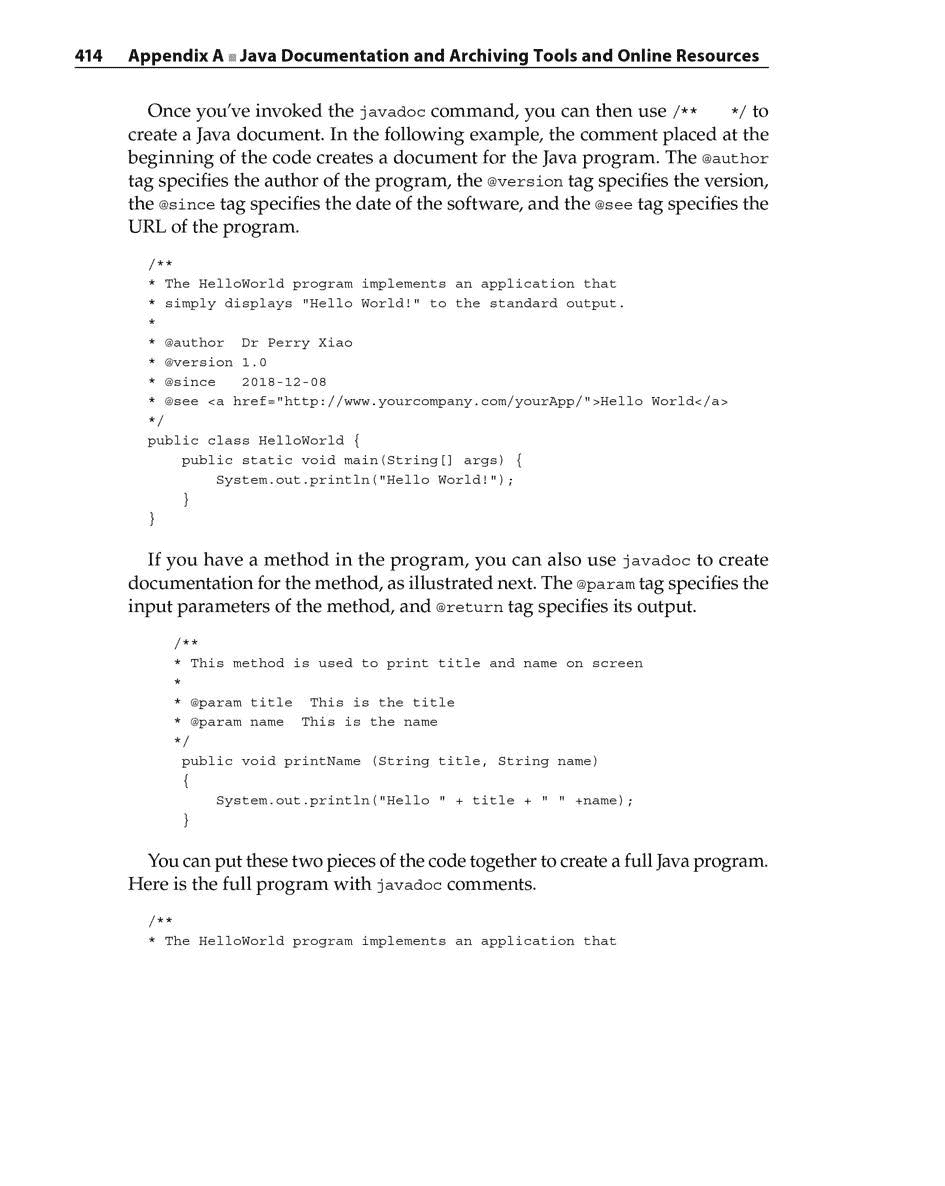 414 Appendix A ■ Java Documentation and Archiving Tools and Online Resources
Once you’ve invoked the javadoc command, you can then use /**    */ to
create a Java document. In the following example, the comment placed at the
beginning of the code creates a document for the Java program. The @author
tag specifies the author of the program, the @version tag specifies the version,
the @since tag specifies the date of the software, and the @see tag specifies the
URL of the program.
/**
* The HelloWorld program implements an application that
* simply displays "Hello World!" to the standard output.
*
* @author  Dr Perry Xiao
* @version 1.0
* @since   2018-12-08
* @see <a href="http://www.yourcompany.com/yourApp/">Hello World</a>
*/
public class HelloWorld {
    public static void main(String[] args) {
        System.out.println("Hello World!");
    }
}
If you have a method in the program, you can also use javadoc to create
documentation for the method, as illustrated next. The @param tag specifies the
input parameters of the method, and @return tag specifies its output.
/**
* This method is used to print title and name on screen
*
* @param title  This is the title
* @param name  This is the name
*/
 public void printName (String title, String name)
 {
     System.out.println("Hello " + title + " " +name);
 }
You can put these two pieces of the code together to create a full Java program.
Here is the full program with javadoc comments.
/**
* The HelloWorld program implements an application that